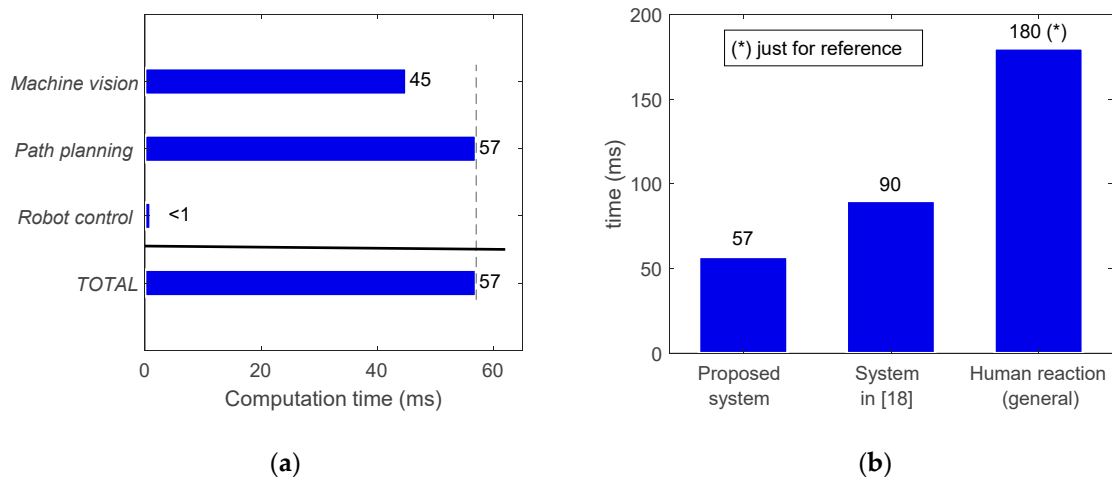 Machine vision
45
Path planning
57
Robot control
<1
TOTAL
57
0
20
40
60
Computation time (ms)
(a)
200
150
100
50
0
time (ms)
(*) just for reference
57
90
180 (*)
Proposed
system
System
in [18]
Human reaction
(general)
(b)